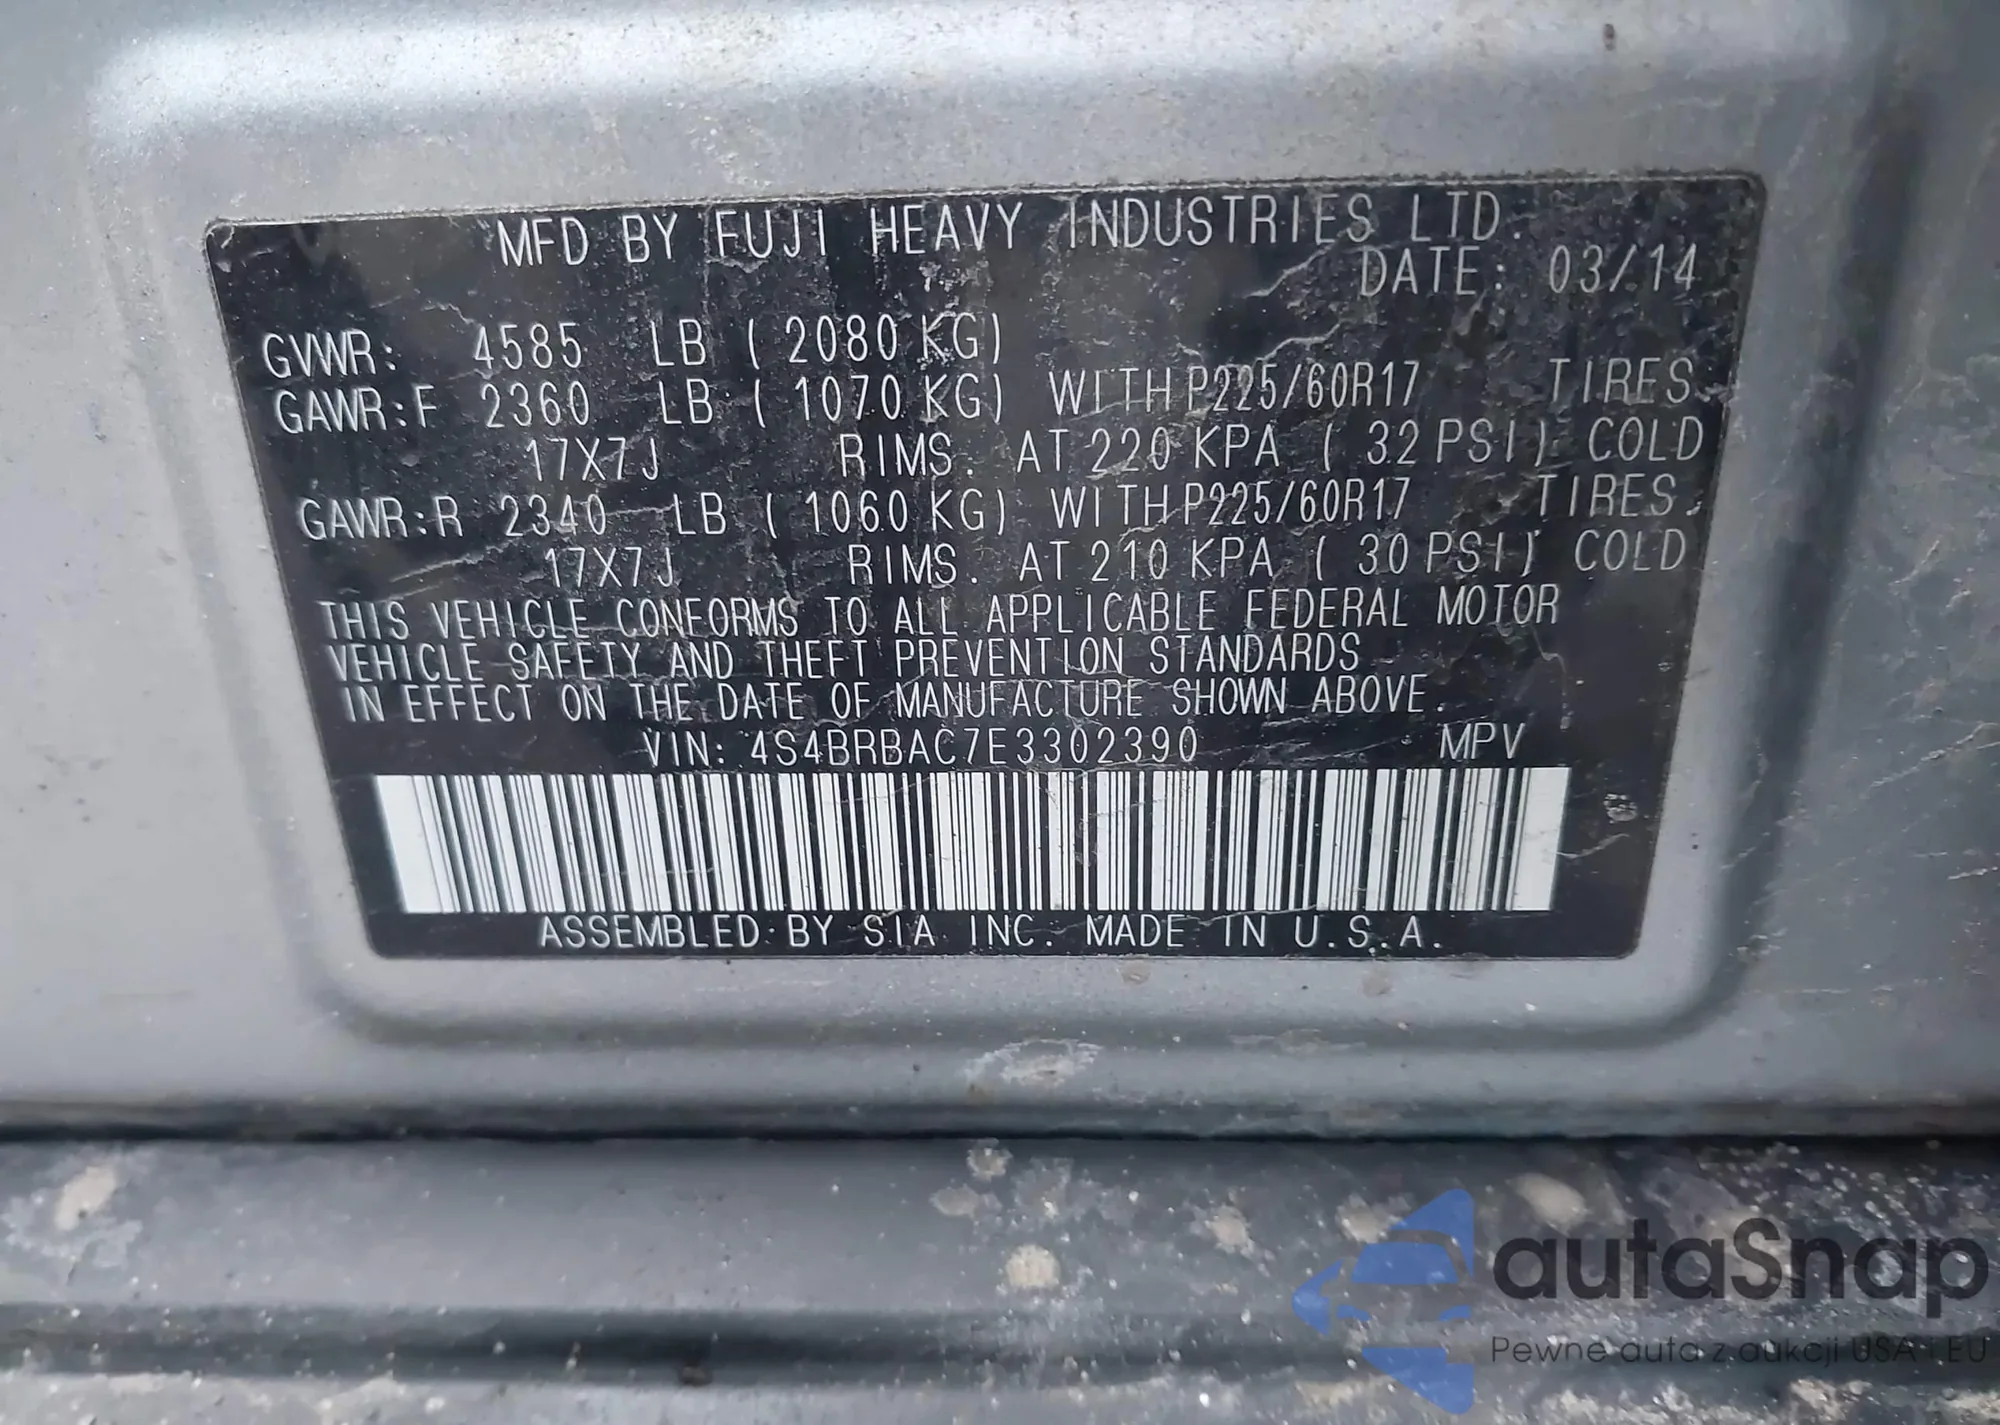 MFD BY FUJI HEAVY INDUSTRIES LTD.
DATE: 03/14
GVWR: 4585 LB ( 2080 KG)
GAWR:F 2360 LB ( 1070 KG) WITH P225/60R17 TIRES.
17X7J RIMS. AT 220 KPA ( 32 PSI) COLD
GAWR:R 2340 LB ( 1060 KG) WITH P225/60R17 TIRES.
17X7J RIMS. AT 210 KPA ( 30 PSI) COLD
THIS VEHICLE CONFORMS TO ALL APPLICABLE FEDERAL MOTOR
VEHICLE SAFETY AND THEFT PREVENTION STANDARDS
IN EFFECT ON THE DATE OF MANUFACTURE SHOWN ABOVE.
VIN: 4S4BRBAC7E3302390 MPV
ASSEMBLED BY SIA INC. MADE IN U.S.A.
autaSnap
Pewne auta z aukcji USA i EU